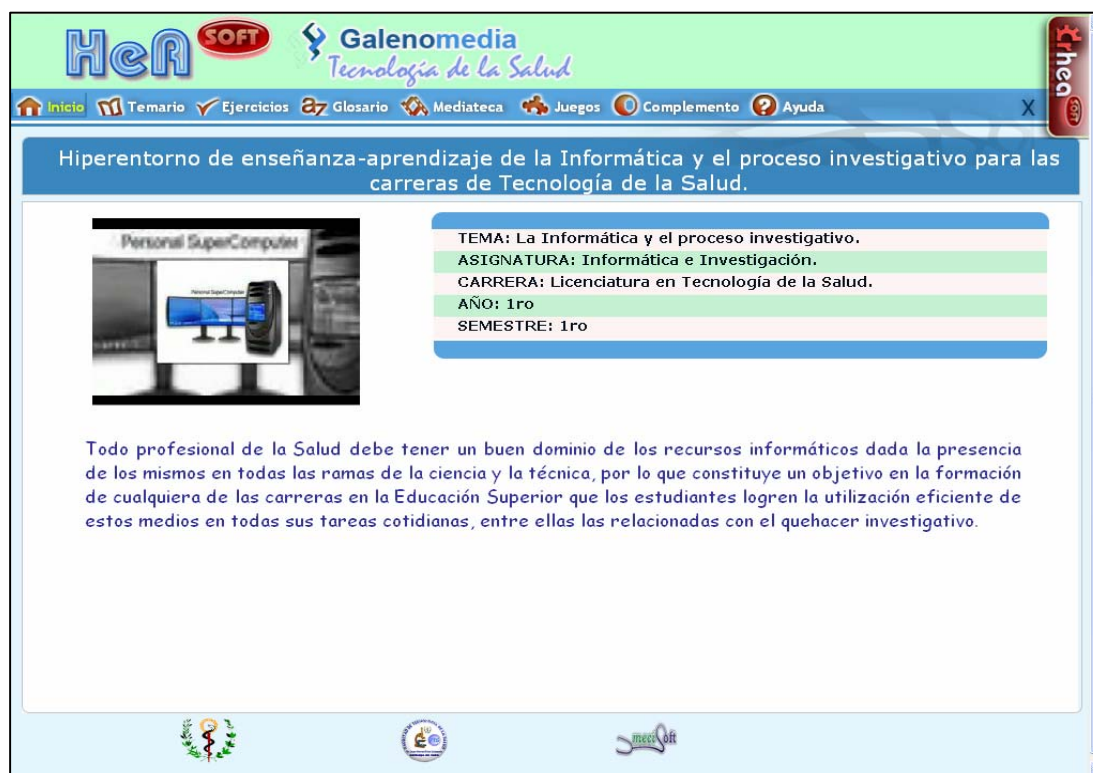 HeA SOFT
Galenomedia
Tecnología de la Salud
Crhea
SOFT
Inicio Temario Ejercicios Glosario Mediateca Juegos Complemento Ayuda X
Hiperentorno de enseñanza-aprendizaje de la Informática y el proceso investigativo para las
carreras de Tecnología de la Salud.
Personal SuperComputer
Personal SuperComputer
TEMA: La Informática y el proceso investigativo.
ASIGNATURA: Informática e Investigación.
CARRERA: Licenciatura en Tecnología de la Salud.
AÑO: 1ro
SEMESTRE: 1ro
Todo profesional de la Salud debe tener un buen dominio de los recursos informáticos dada la presencia
de los mismos en todas las ramas de la ciencia y la técnica, por lo que constituye un objetivo en la formación
de cualquiera de las carreras en la Educación Superior que los estudiantes logren la utilización eficiente de
estos medios en todas sus tareas cotidianas, entre ellas las relacionadas con el quehacer investigativo.
SmeciSoft